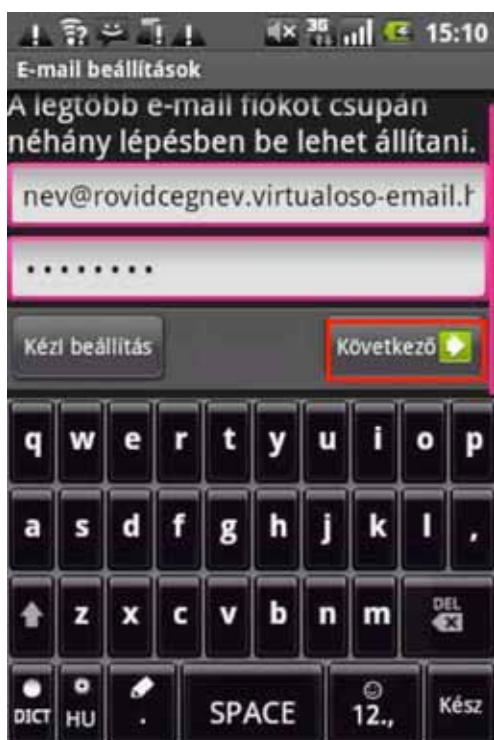 3G 15:10
E-mail beállítások
A legtöbb e-mail fiókot csupán
néhány lépésben be lehet állítani.
nev@rovidcegnev.virtualoso-email.h
••••••••
Kézi beállítás Következő
q w e r t y u i o p
a s d f g h j k l ,
z x c v b n m DEL
DICT HU . SPACE 12., Kész